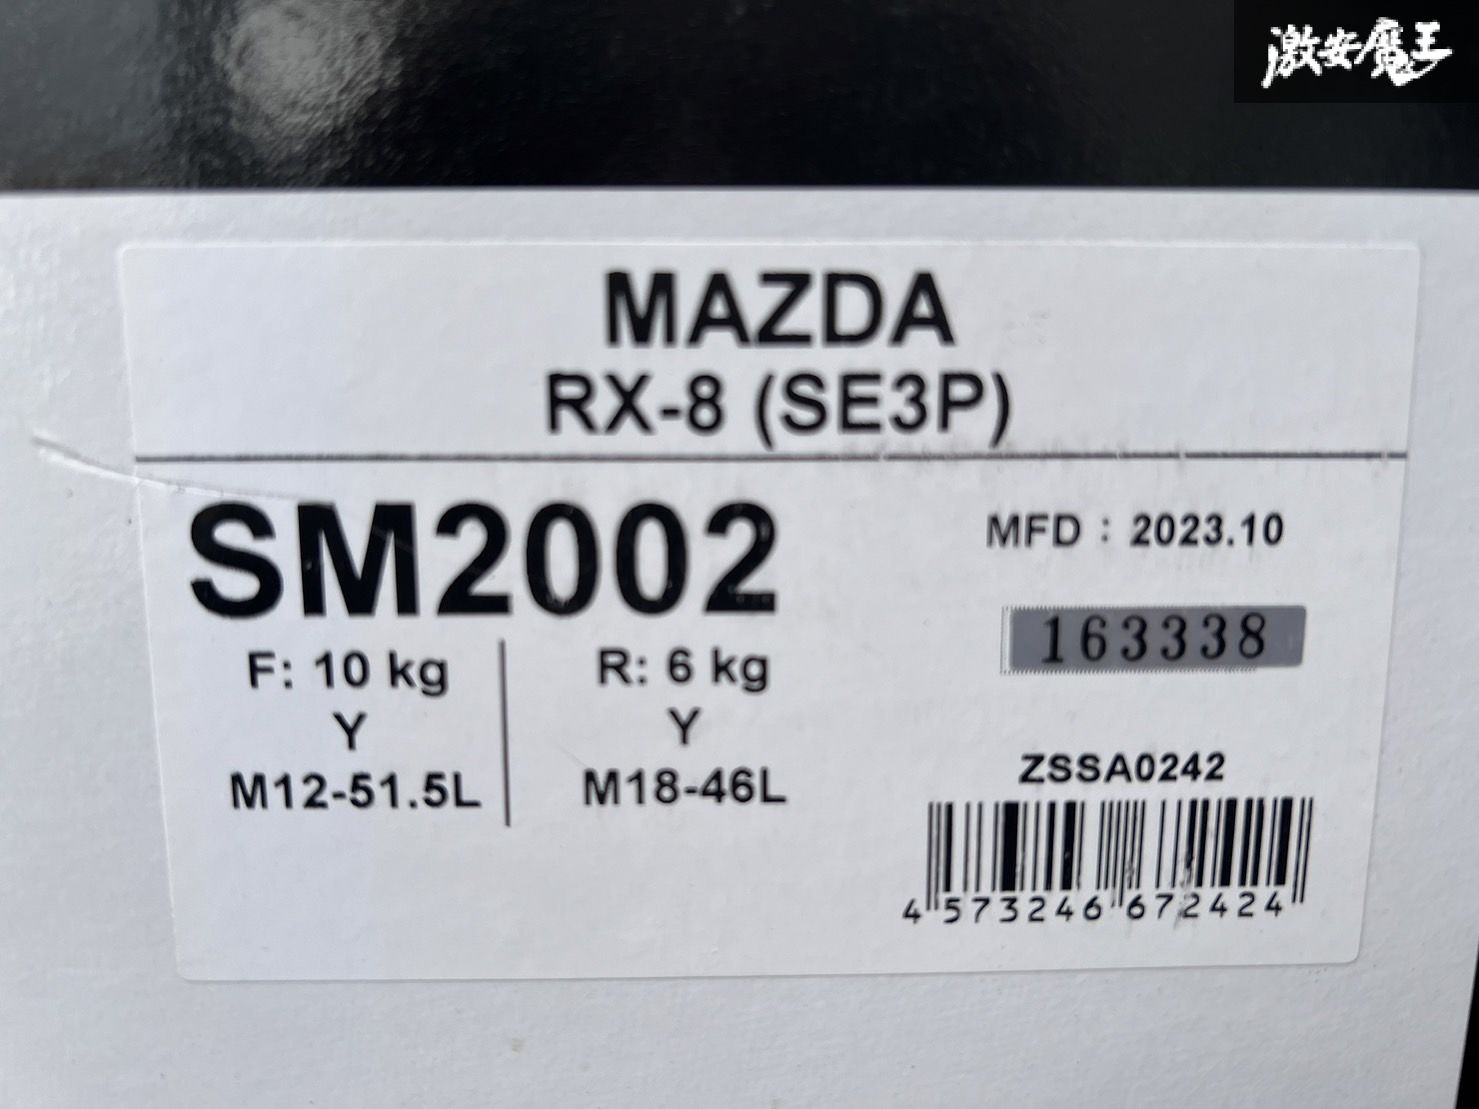 激安魔王
MAZDA
RX-8 (SE3P)
SM2002
MFD : 2023.10
163338
F: 10 kg
Y
M12-51.5L
R: 6 kg
Y
M18-46L
ZSSA0242
4 573246 672424